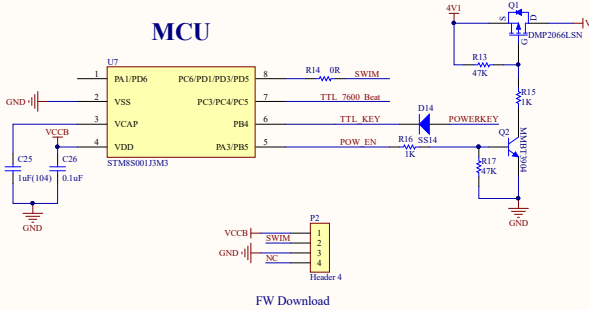 MCU
4V1
Q1
S
D
G
DMP2066LSN
R13
47K
R15
1K
U7
1
PA1/PD6
PC6/PD1/PD3/PD5
8
R14 0R
SWIM
GND
2
VSS
PC3/PC4/PC5
7
TTL_7600_Beat
3
VCAP
PB4
6
TTL_KEY
D14
SS14
POWERKEY
VCCB
4
VDD
PA3/PB5
5
POW_EN
R16
1K
Q2
MMBT3904
STM8S001J3M3
C25
1uF(104)
C26
0.1uF
R17
47K
GND
GND
P2
VCCB
1
SWIM
2
GND
3
NC
4
Header 4
FW Download